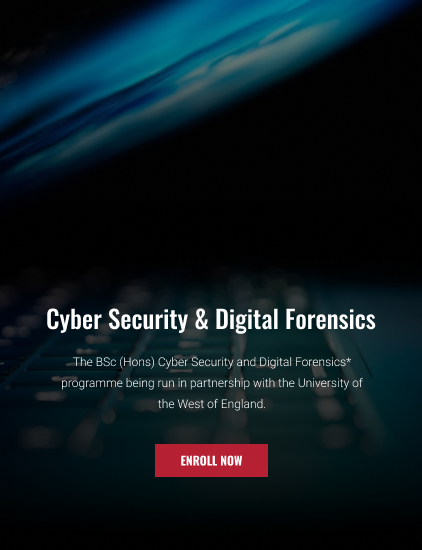 Cyber Security & Digital Forensics
The BSc (Hons) Cyber Security and Digital Forensics*
programme being run in partnership with the University of
the West of England.
ENROLL NOW